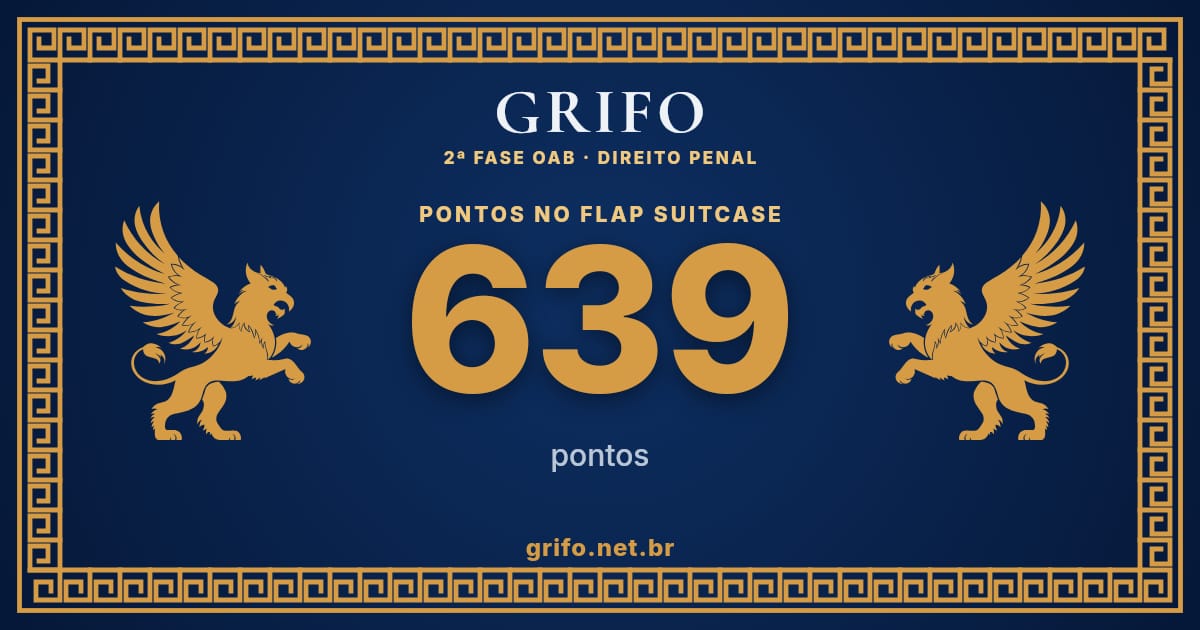 GRIFO
2ª FASE OAB · DIREITO PENAL
PONTOS NO FLAP SUITCASE
639
pontos
grifo.net.br